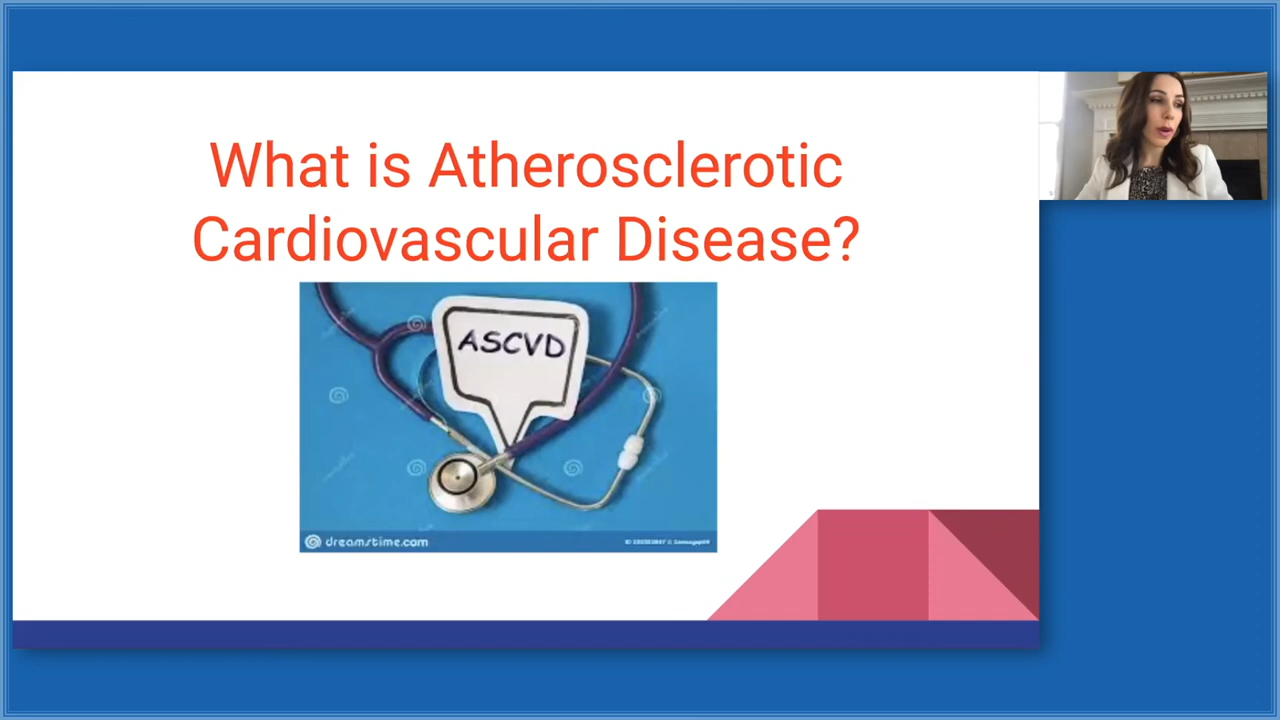 What is Atherosclerotic
Cardiovascular Disease?
ASCVD
dreamstime.com